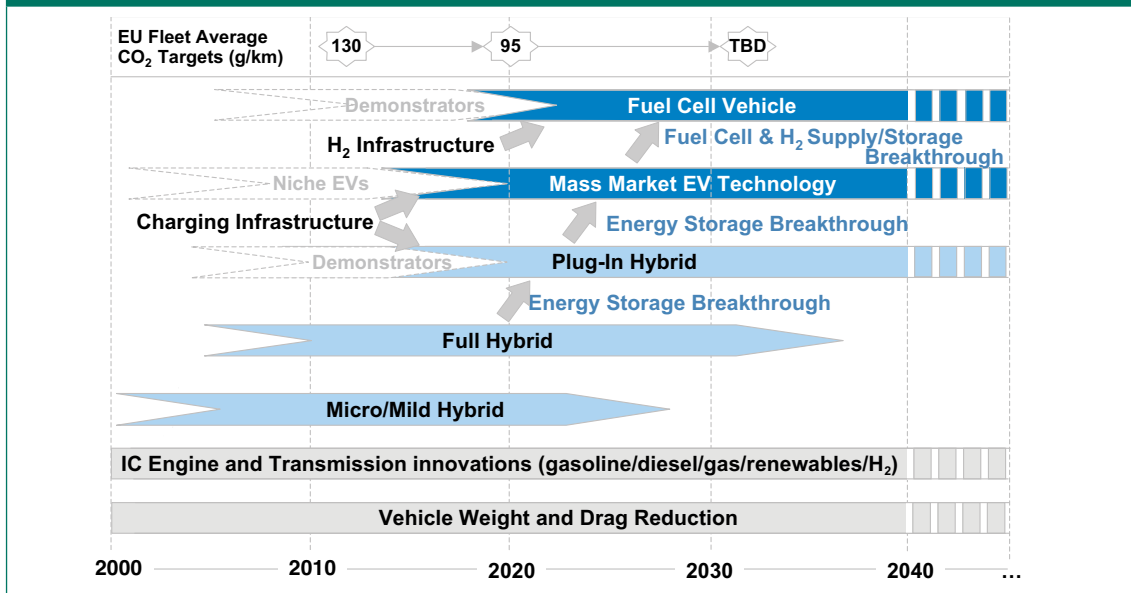 EU Fleet Average
CO₂ Targets (g/km)
130
95
TBD
Demonstrators
Fuel Cell Vehicle
H₂ Infrastructure
Fuel Cell & H₂ Supply/Storage
Breakthrough
Niche EVs
Mass Market EV Technology
Charging Infrastructure
Energy Storage Breakthrough
Demonstrators
Plug-In Hybrid
Energy Storage Breakthrough
Full Hybrid
Micro/Mild Hybrid
IC Engine and Transmission innovations (gasoline/diesel/gas/renewables/H₂)
Vehicle Weight and Drag Reduction
2000
2010
2020
2030
2040
...